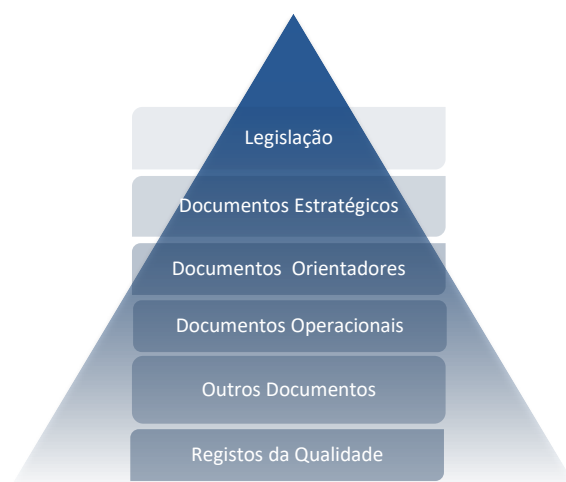 Legislação
Documentos Estratégicos
Documentos Orientadores
Documentos Operacionais
Outros Documentos
Registos da Qualidade